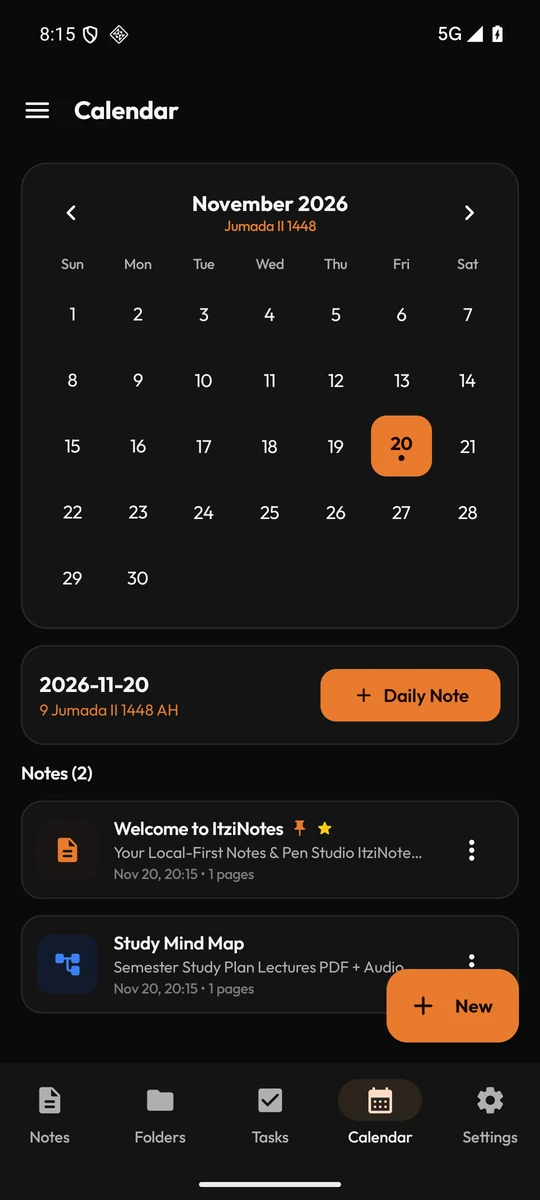 8:15
5G
Calendar
November 2026
Jumada II 1448
Sun Mon Tue Wed Thu Fri Sat
1 2 3 4 5 6 7
8 9 10 11 12 13 14
15 16 17 18 19 20 21
22 23 24 25 26 27 28
29 30
2026-11-20
9 Jumada II 1448 AH
+ Daily Note
Notes (2)
Welcome to ItziNotes
Your Local-First Notes & Pen Studio ItziNote...
Nov 20, 20:15 • 1 pages
Study Mind Map
Semester Study Plan Lectures PDF + Audio
Nov 20, 20:15 • 1 pages
+ New
Notes Folders Tasks Calendar Settings